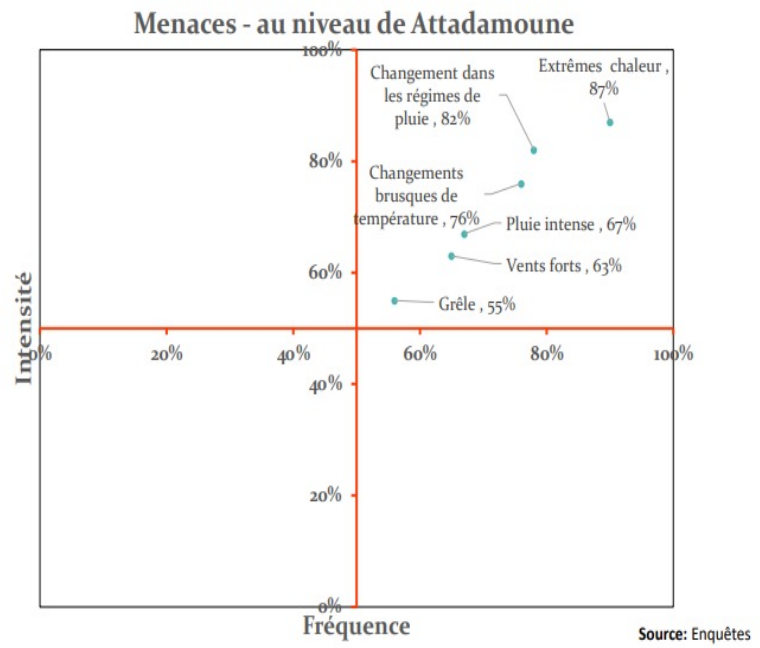 Menaces - au niveau de Attadamoune
100%
Extrêmes chaleur ,
87%
Changement dans
les régimes de
pluie , 82%
80%
Changements
brusques de
température , 76%
Pluie intense , 67%
Vents forts , 63%
60%
Grêle , 55%
Intensité
0%
20%
40%
60%
80%
100%
40%
20%
0%
Fréquence
Source: Enquêtes